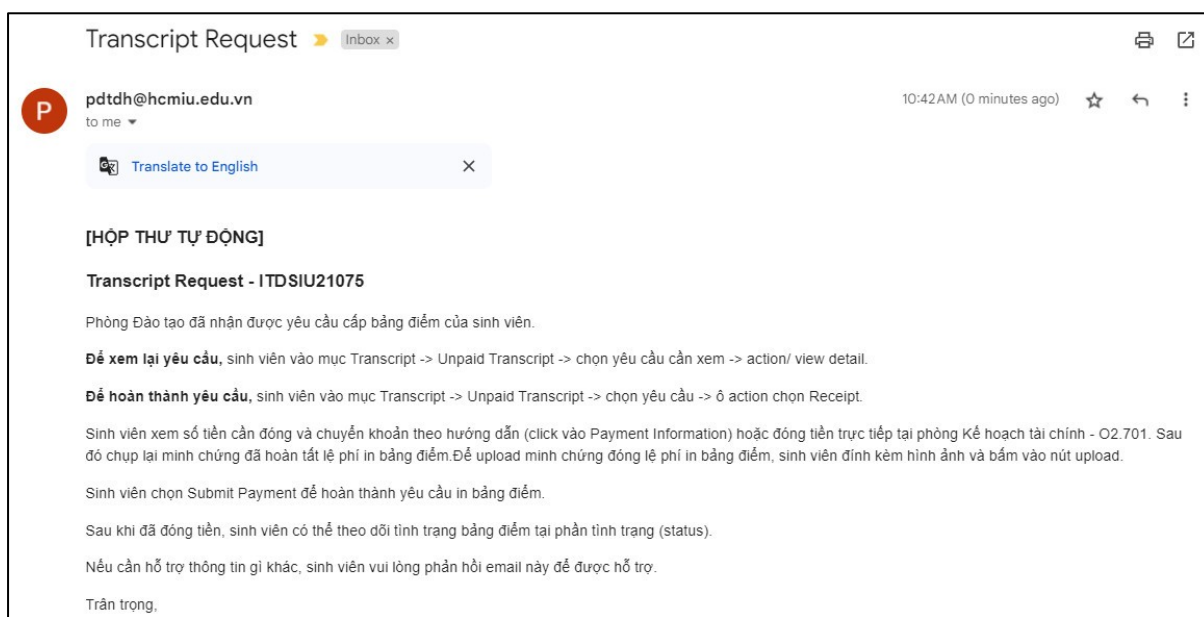 Transcript Request Inbox ×
P
pdtdh@hcmiu.edu.vn
10:42 AM (0 minutes ago)
to me
Translate to English
[HỘP THƯ TỰ ĐỘNG]
Transcript Request - ITDSIU21075
Phòng Đào tạo đã nhận được yêu cầu cấp bảng điểm của sinh viên.
Để xem lại yêu cầu, sinh viên vào mục Transcript -> Unpaid Transcript -> chọn yêu cầu cần xem -> action/ view detail.
Để hoàn thành yêu cầu, sinh viên vào mục Transcript -> Unpaid Transcript -> chọn yêu cầu -> ô action chọn Receipt.
Sinh viên xem số tiền cần đóng và chuyển khoản theo hướng dẫn (click vào Payment Information) hoặc đóng tiền trực tiếp tại phòng Kế hoạch tài chính - O2.701. Sau
đó chụp lại minh chứng đã hoàn tất lệ phí in bảng điểm.Để upload minh chứng đóng lệ phí in bảng điểm, sinh viên đính kèm hình ảnh và bấm vào nút upload.
Sinh viên chọn Submit Payment để hoàn thành yêu cầu in bảng điểm.
Sau khi đã đóng tiền, sinh viên có thể theo dõi tình trạng bảng điểm tại phần tình trạng (status).
Nếu cần hỗ trợ thông tin gì khác, sinh viên vui lòng phản hồi email này để được hỗ trợ.
Trân trọng,